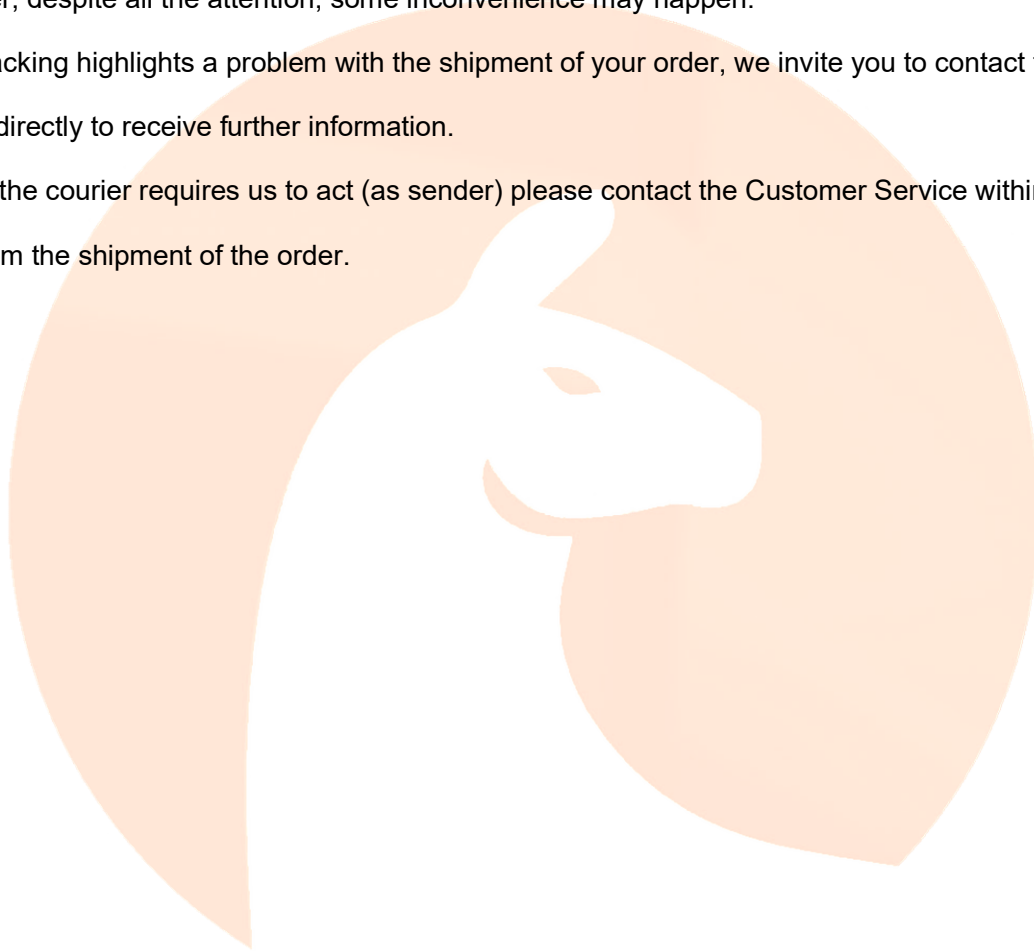 despite all the attention, some inconvenience may happen.
acking highlights a problem with the shipment of your order, we invite you to contact
directly to receive further information.
the courier requires us to act (as sender) please contact the Customer Service within
m the shipment of the order.